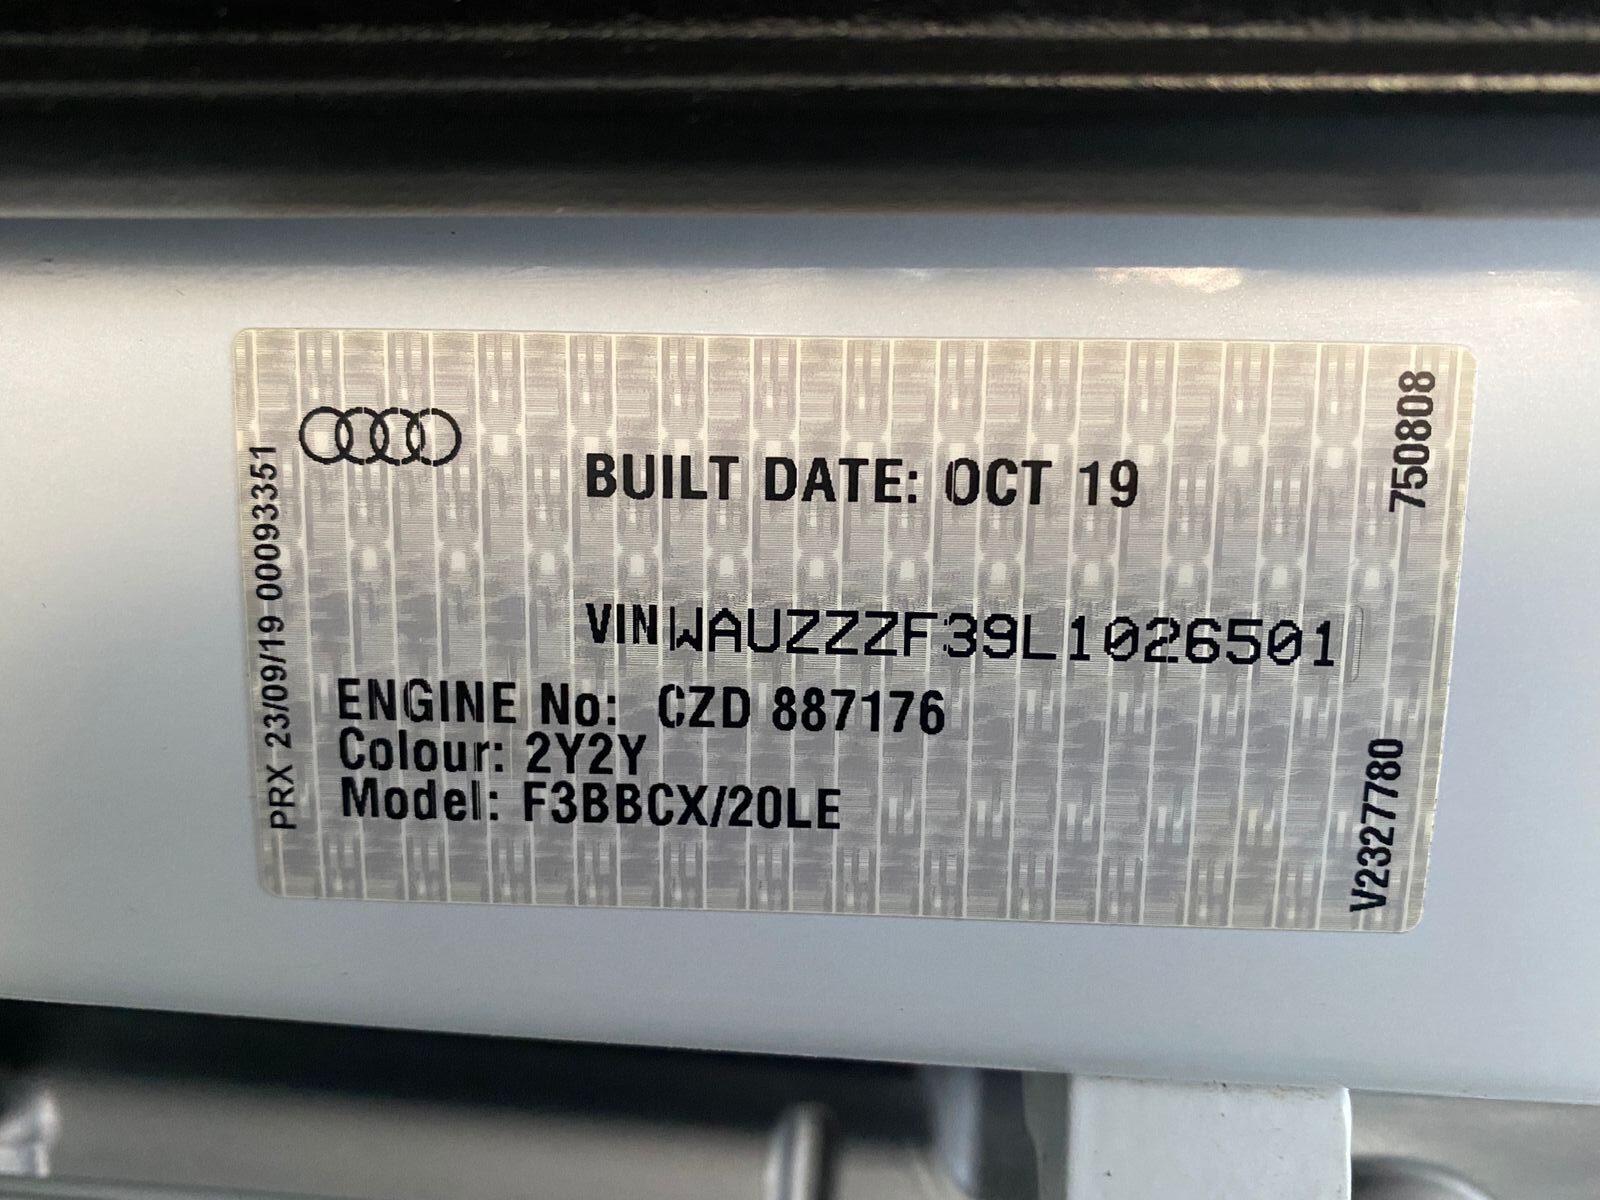 BUILT DATE: OCT 19
VIN WAUZZZF39L1026501
ENGINE No: CZD 887176
Colour: 2Y2Y
Model: F3BBCX/20LE
PRX 23/09/19 00093351
750808
V2327780